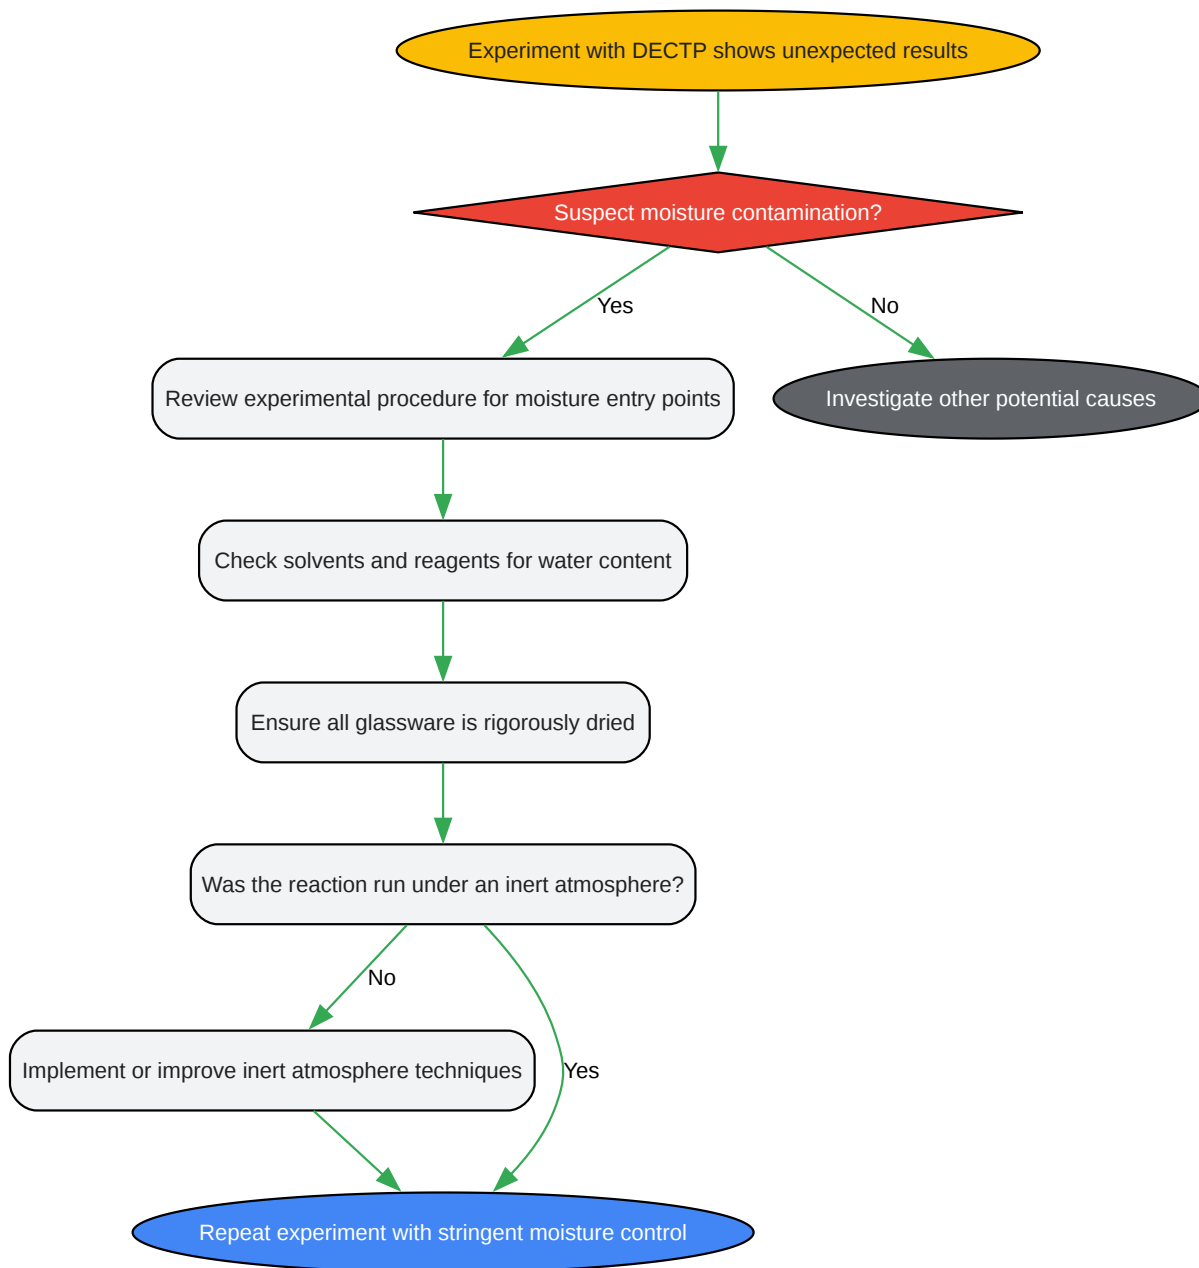 Experiment with DECTP shows unexpected results
Suspect moisture contamination?
Yes
No
Review experimental procedure for moisture entry points
Investigate other potential causes
Check solvents and reagents for water content
Ensure all glassware is rigorously dried
Was the reaction run under an inert atmosphere?
No
Implement or improve inert atmosphere techniques
Yes
Repeat experiment with stringent moisture control